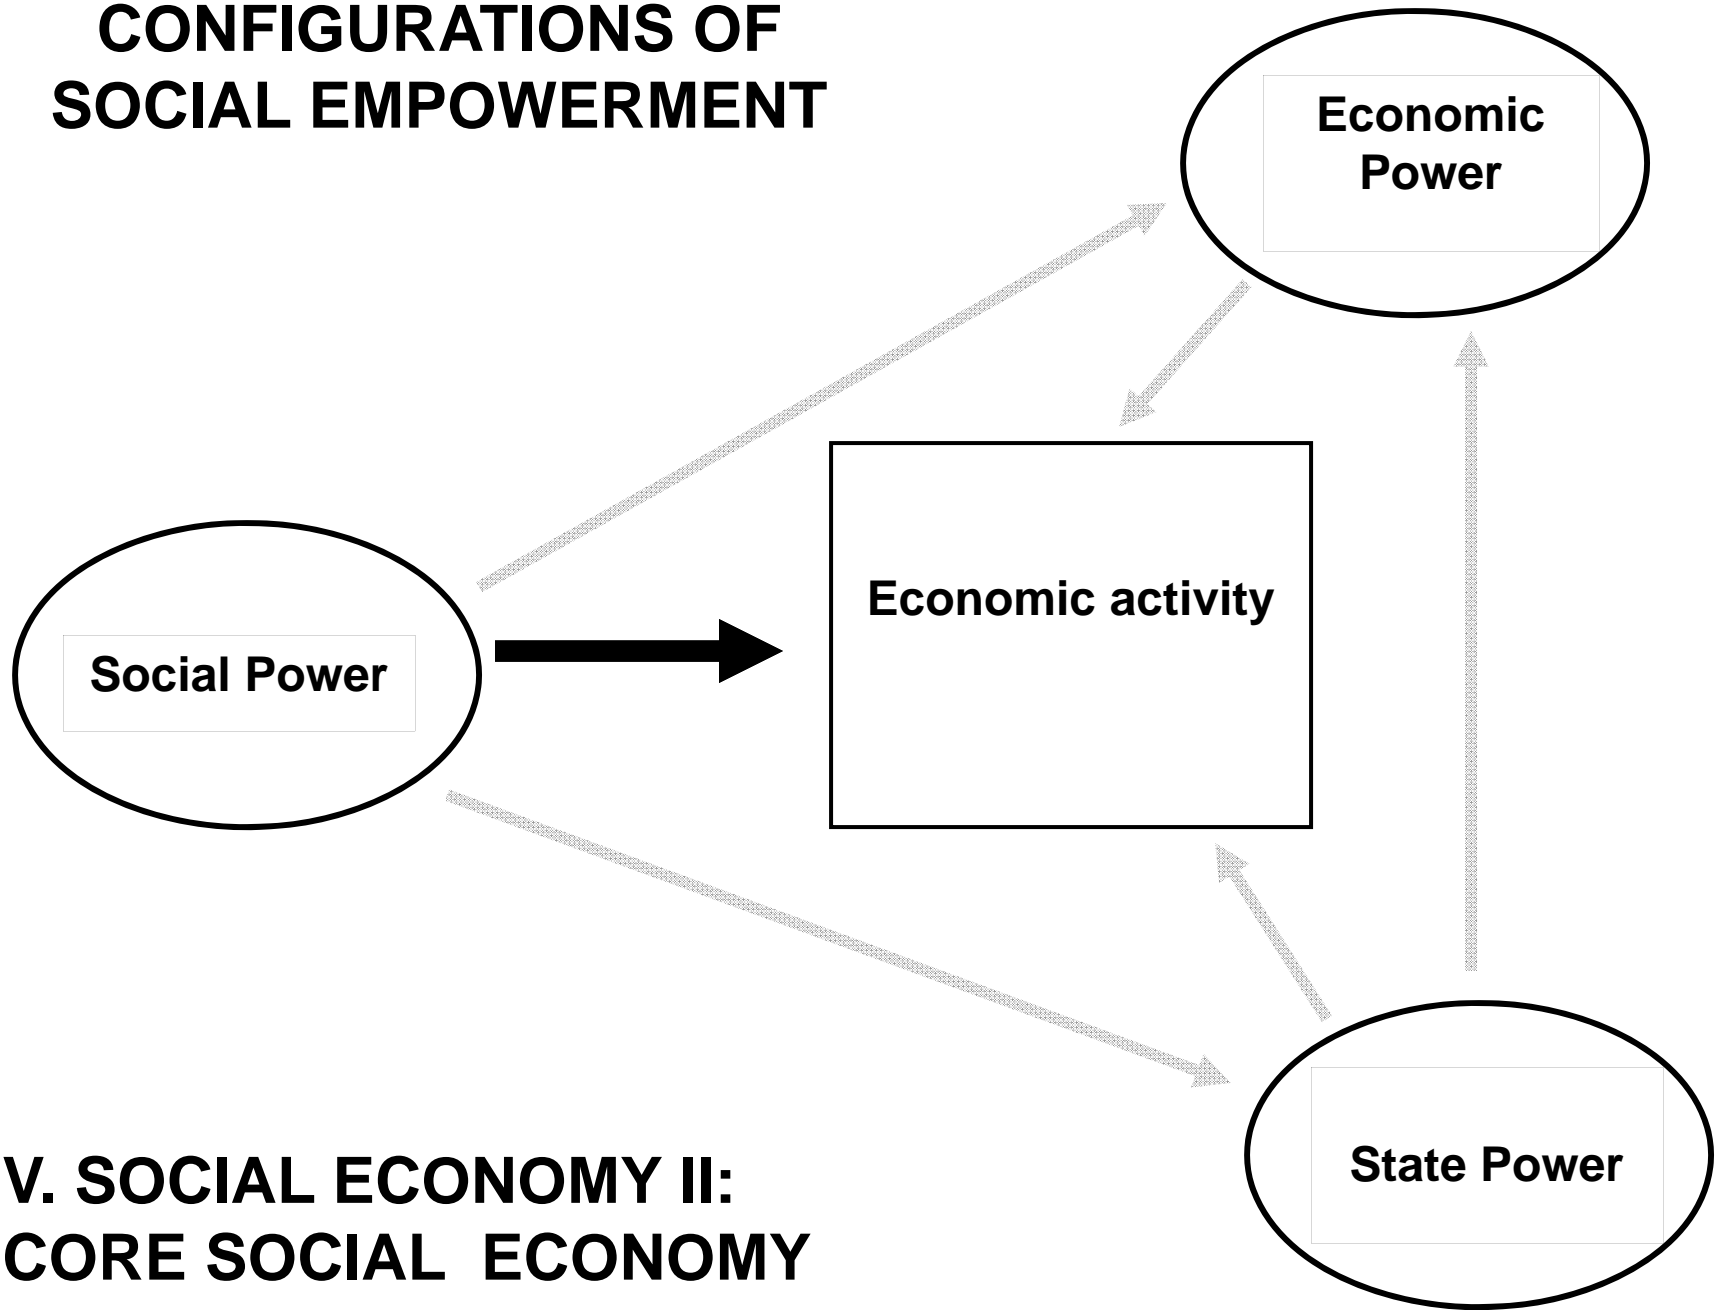 CONFIGURATIONS OF
SOCIAL EMPOWERMENT
Economic
Power
Economic activity
Social Power
State Power
V. SOCIAL ECONOMY II:
CORE SOCIAL ECONOMY